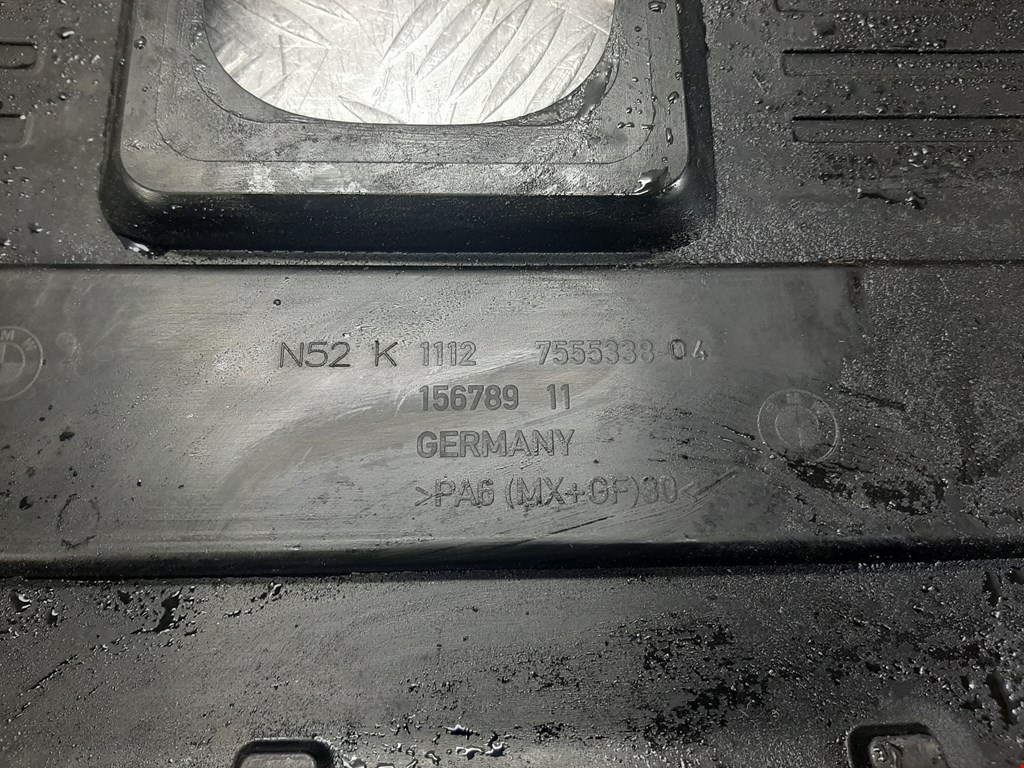 N52 K 1112 7555338-04
156789 11
GERMANY
>PA6 (MX+GF)30<